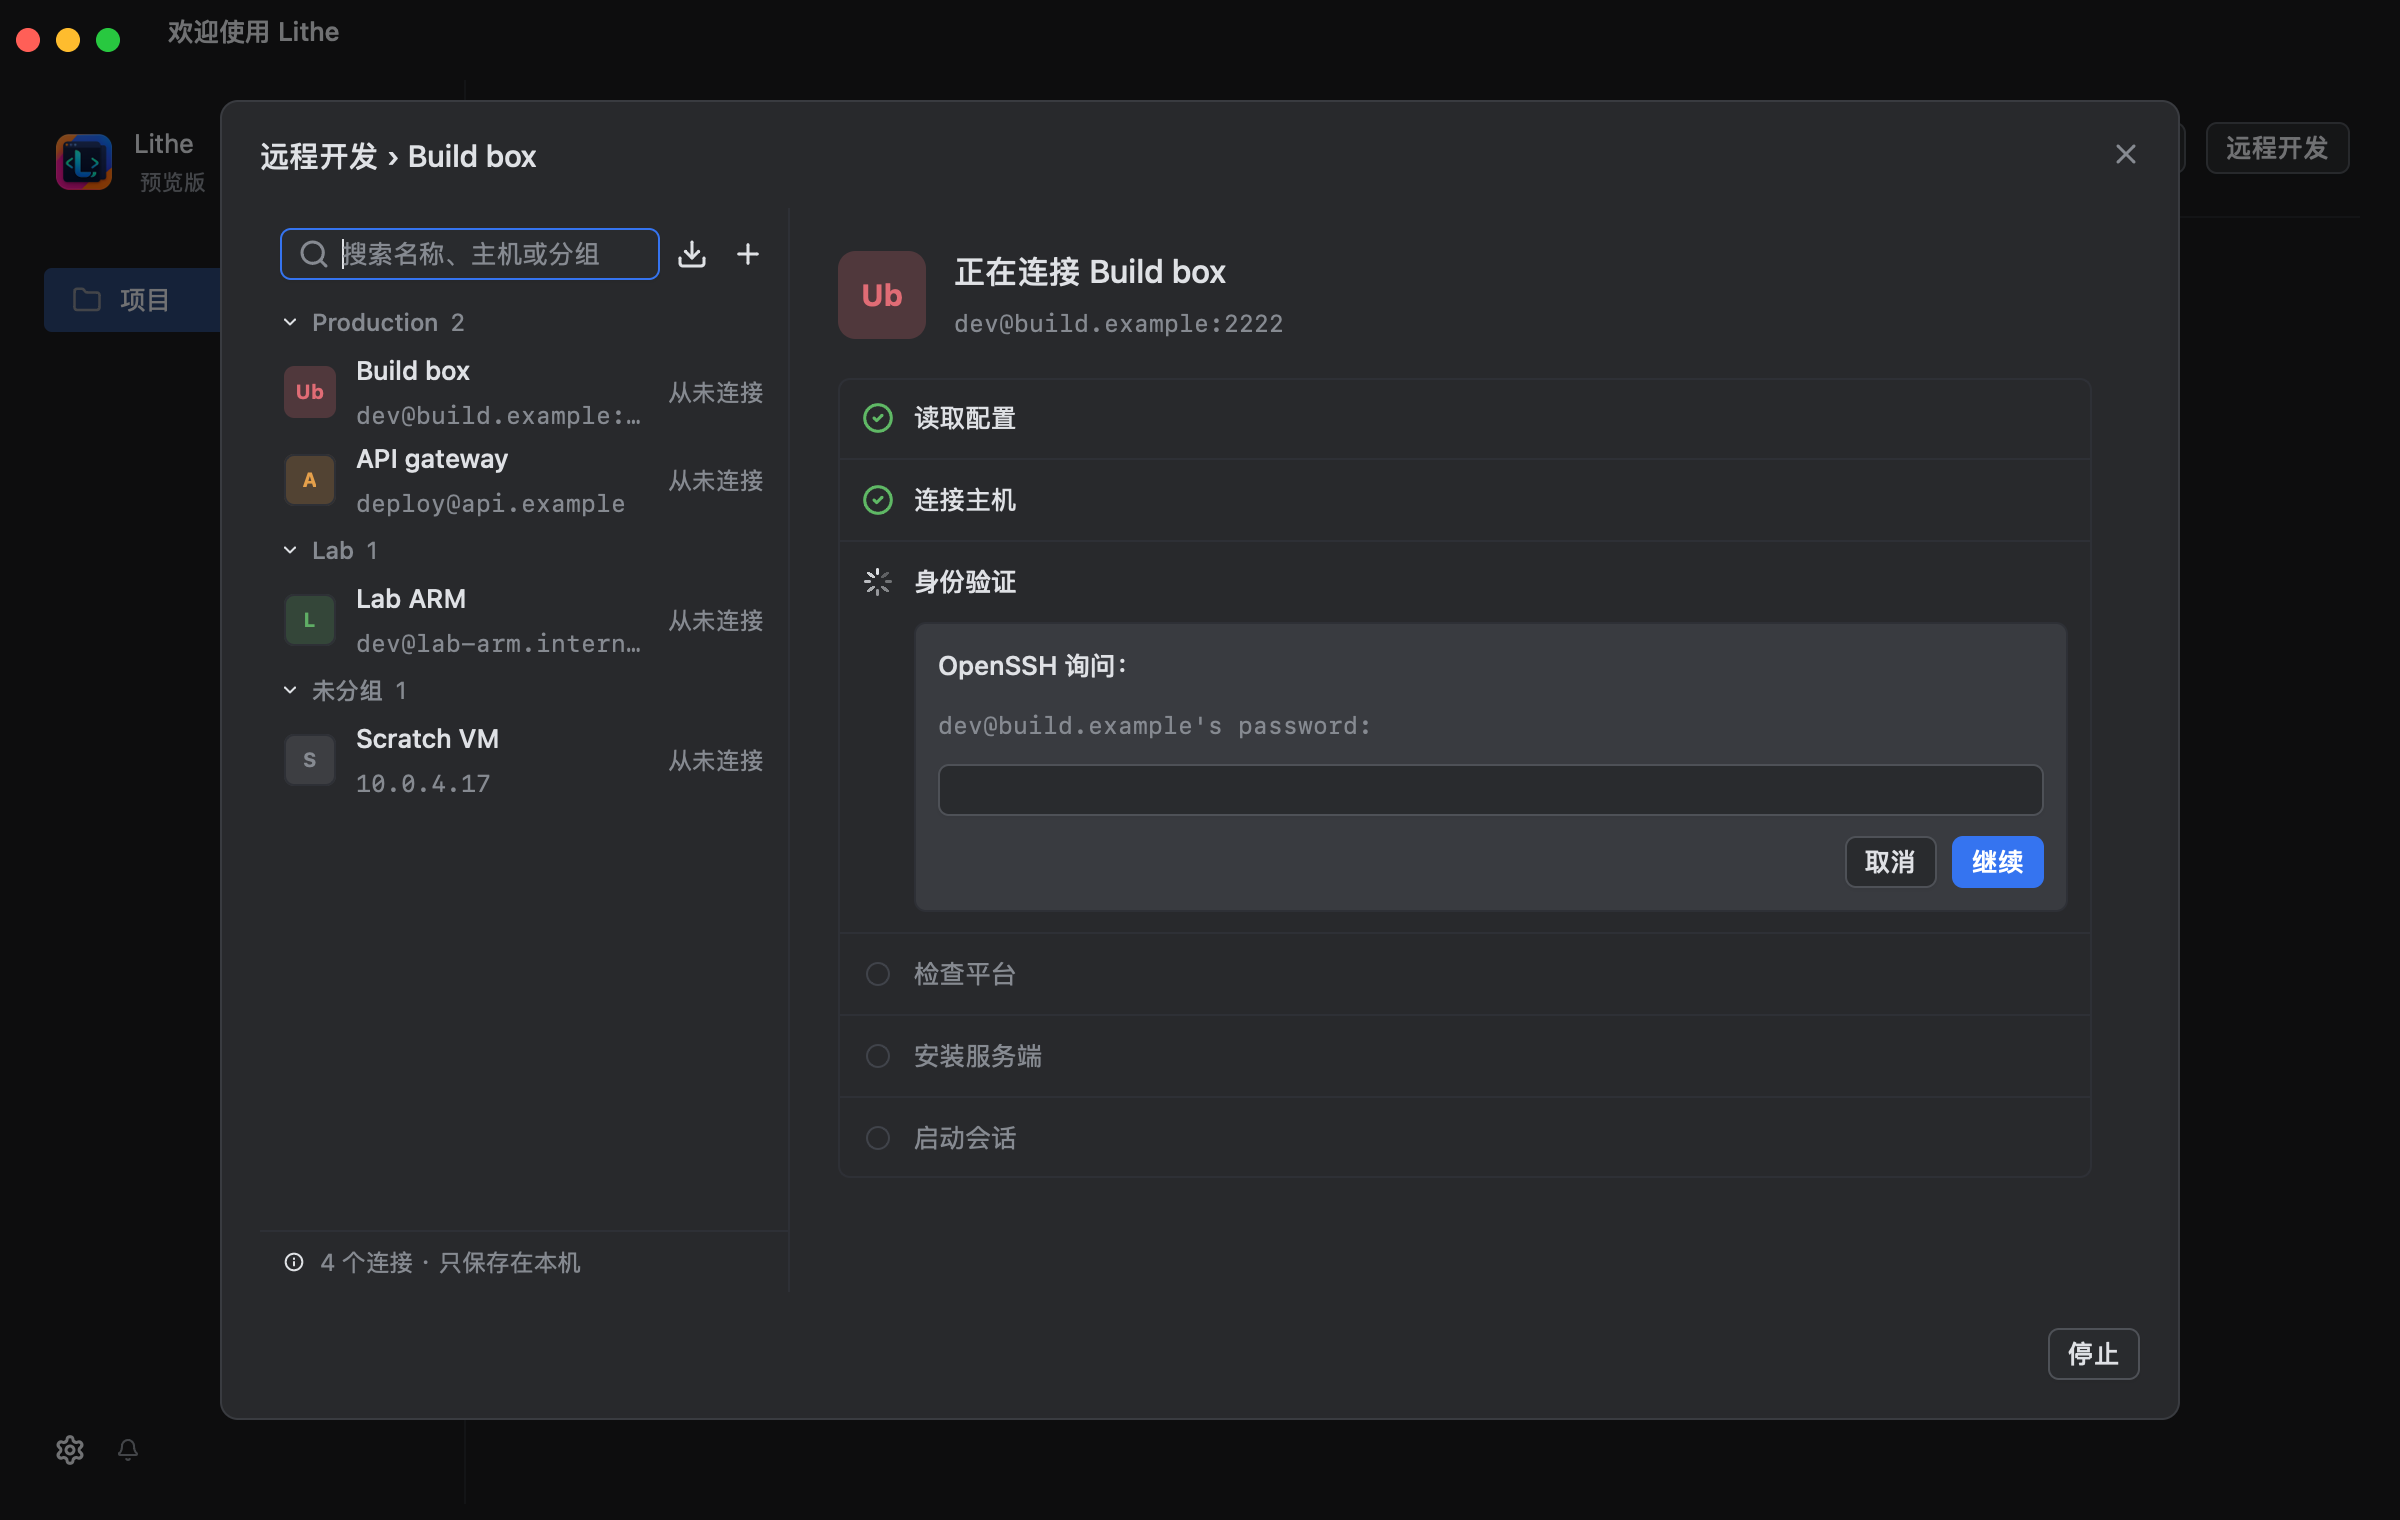 欢迎使用 Lithe
Lithe
预览版
远程开发
项目
远程开发 › Build box
搜索名称、主机或分组
Production 2
Ub
Build box
dev@build.example:…
从未连接
A
API gateway
deploy@api.example
从未连接
Lab 1
L
Lab ARM
dev@lab-arm.intern…
从未连接
未分组 1
S
Scratch VM
10.0.4.17
从未连接
4 个连接 · 只保存在本机
Ub
正在连接 Build box
dev@build.example:2222
读取配置
连接主机
身份验证
OpenSSH 询问：
dev@build.example's password:
取消
继续
检查平台
安装服务端
启动会话
停止